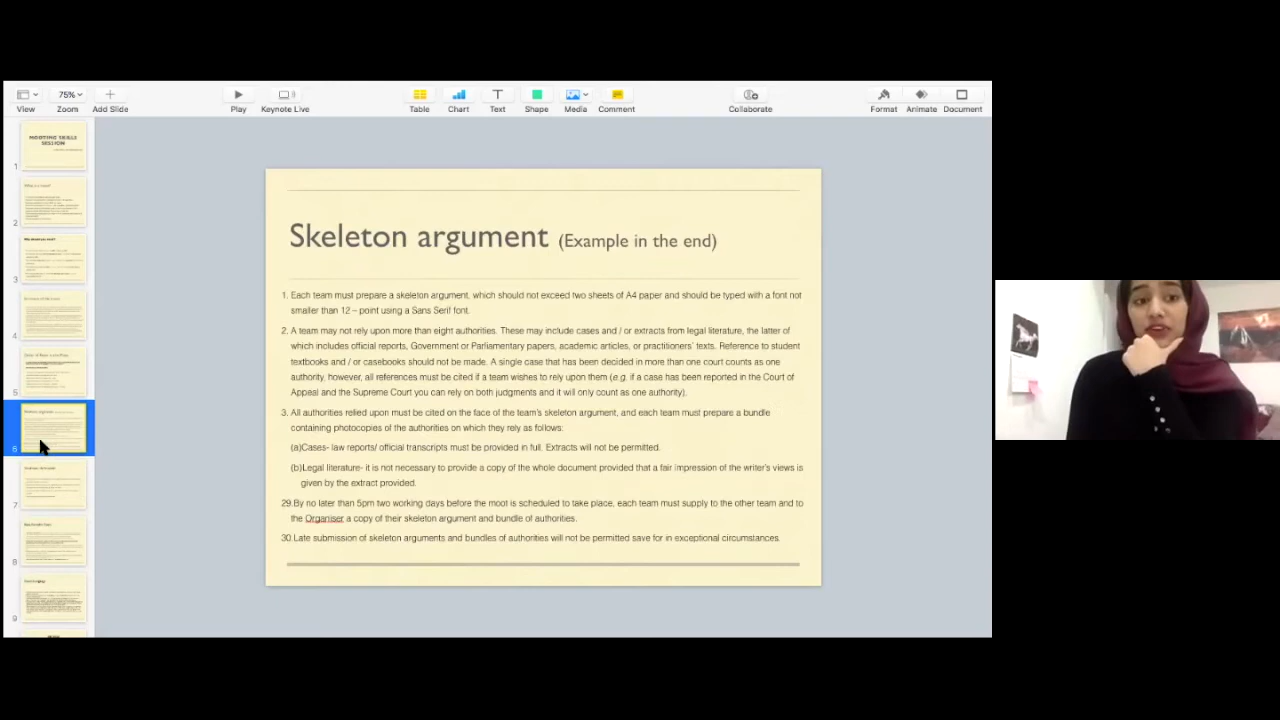 75%
View
Zoom
Add Slide
Play
Keynote Live
Table
Chart
Text
Shape
Media
Comment
Collaborate
Format
Animate
Document
MOOTING SKILLS
SESSION
1
2
3
4
5
6
7
8
9
Skeleton argument (Example in the end)
1. Each team must prepare a skeleton argument, which should not exceed two sheets of A4 paper and should be typed with a font not
smaller than 12 – point using a Sans Serif font.
2. A team may not rely upon more than eight authorities. These may include cases and / or extracts from legal literature, the latter of
which includes official reports, Government or Parliamentary papers, academic articles, or practitioners' texts. Reference to student
textbooks and / or casebooks should not be made. A single case that has been decided in more than one court counts as one
authority, however, all references must be cited if a team wishes to rely upon them (e.g. if a case has been reported in the Court of
Appeal and the Supreme Court you can rely on both judgments and it will only count as one authority).
3. All authorities relied upon must be cited on the face of the team's skeleton argument, and each team must prepare a bundle
containing photocopies of the authorities on which they rely as follows:
(a)Cases- law reports/ official transcripts must be provided in full. Extracts will not be permitted.
(b)Legal literature- it is not necessary to provide a copy of the whole document provided that a fair impression of the writer's views is
given by the extract provided.
29.By no later than 5pm two working days before the moot is scheduled to take place, each team must supply to the other team and to
the Organiser a copy of their skeleton argument and bundle of authorities.
30.Late submission of skeleton arguments and bundles of authorities will not be permitted save for in exceptional circumstances.